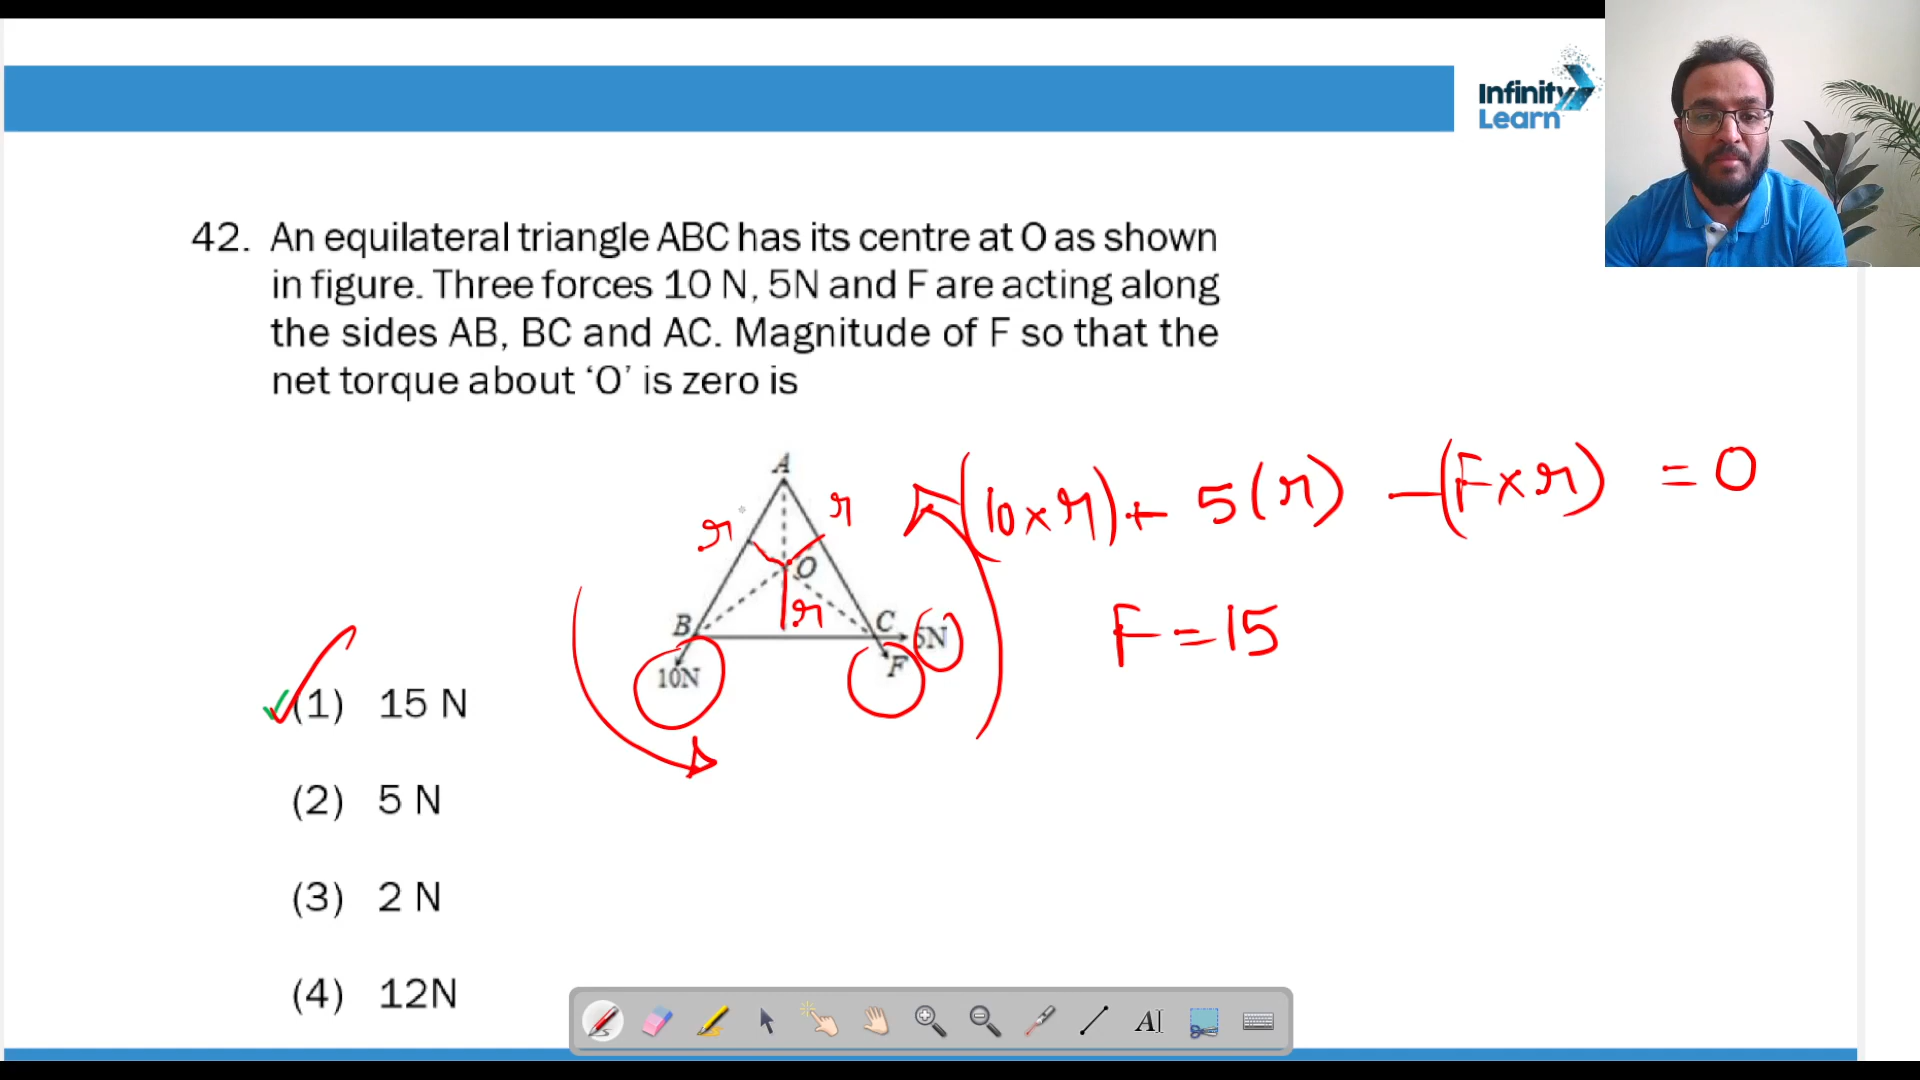 Infinity
Learn
42. An equilateral triangle ABC has its centre at O as shown
in figure. Three forces 10 N, 5N and F are acting along
the sides AB, BC and AC. Magnitude of F so that the
net torque about ‘O’ is zero is
A
r
r
(10 x r) + 5 (r) - (F x r) = 0
O
B
r
C
5N
F
10N
F = 15
(1) 15 N
(2) 5 N
(3) 2 N
(4) 12N
A